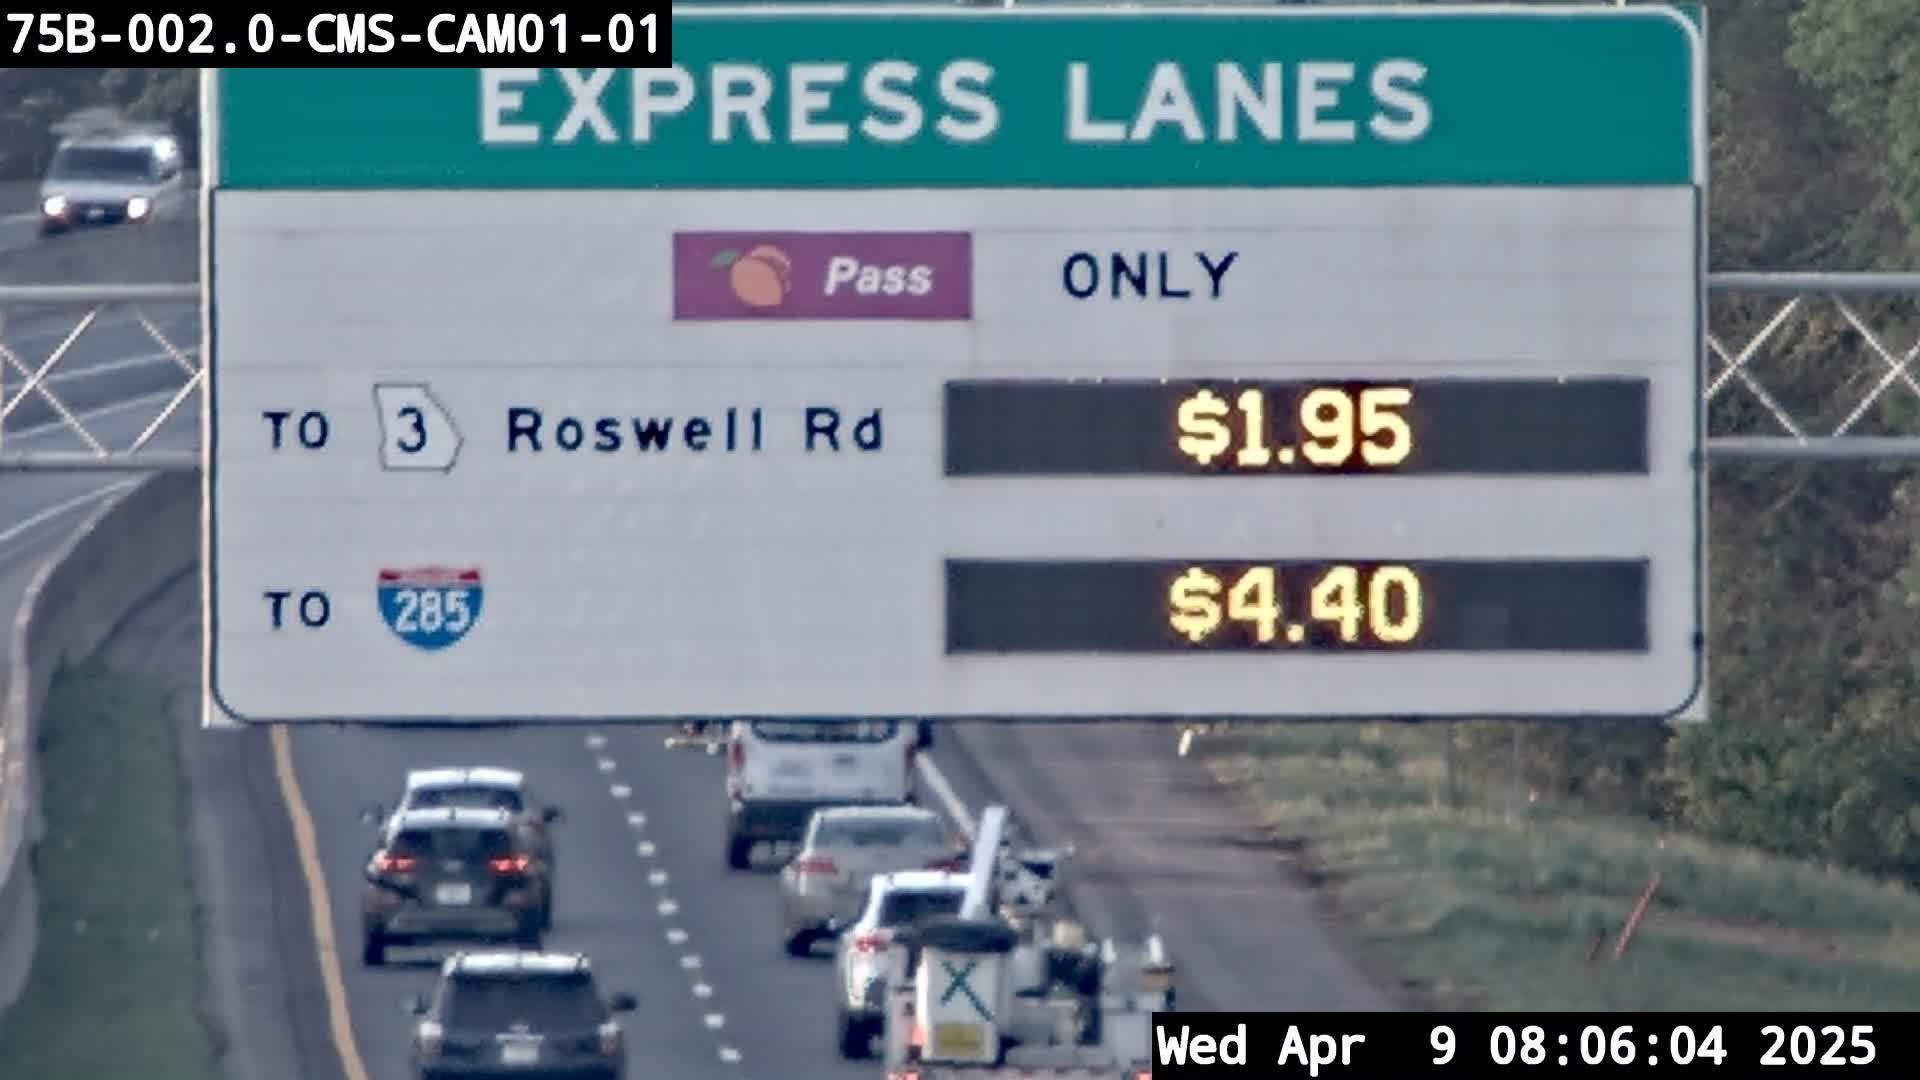 75B-002.0-CMS-CAM01-01
EXPRESS LANES
Pass ONLY
TO 3 Roswell Rd $1.95
TO 285 $4.40
X
Wed Apr 9 08:06:04 2025